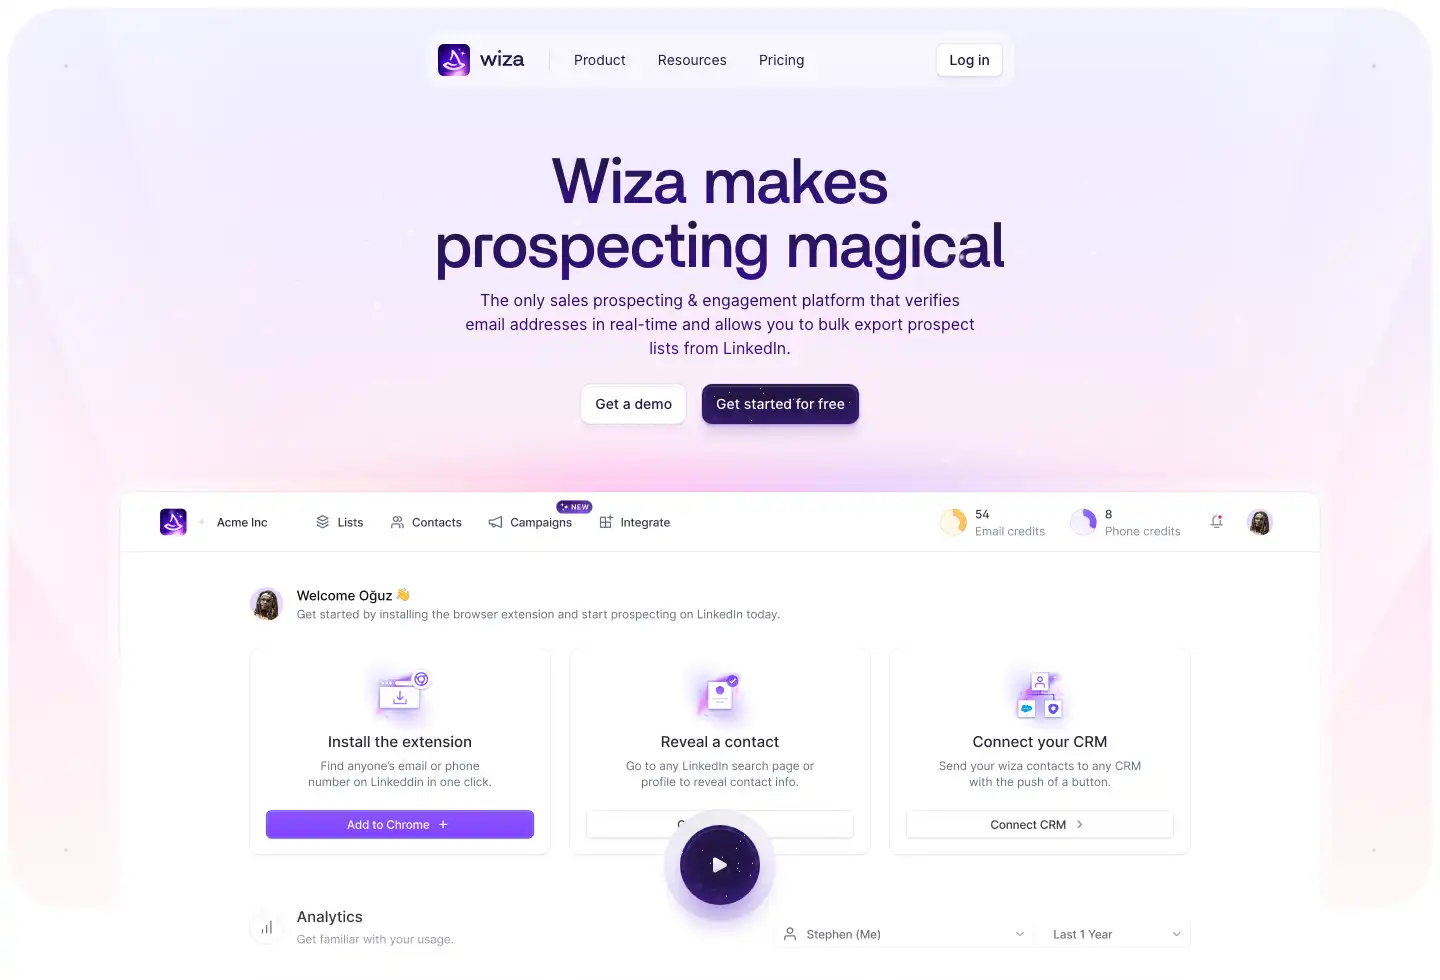 wiza
Product
Resources
Pricing
Log in
Wiza makes
prospecting magical
The only sales prospecting & engagement platform that verifies
email addresses in real-time and allows you to bulk export prospect
lists from LinkedIn.
Get a demo
Get started for free
Acme Inc
Lists
Contacts
Campaigns
NEW
Integrate
54
Email credits
8
Phone credits
Welcome Oğuz 👋
Get started by installing the browser extension and start prospecting on LinkedIn today.
Install the extension
Find anyone's email or phone
number on Linkeddin in one click.
Add to Chrome +
Reveal a contact
Go to any LinkedIn search page or
profile to reveal contact info.
Connect your CRM
Send your wiza contacts to any CRM
with the push of a button.
Connect CRM
Analytics
Get familiar with your usage.
Stephen (Me)
Last 1 Year